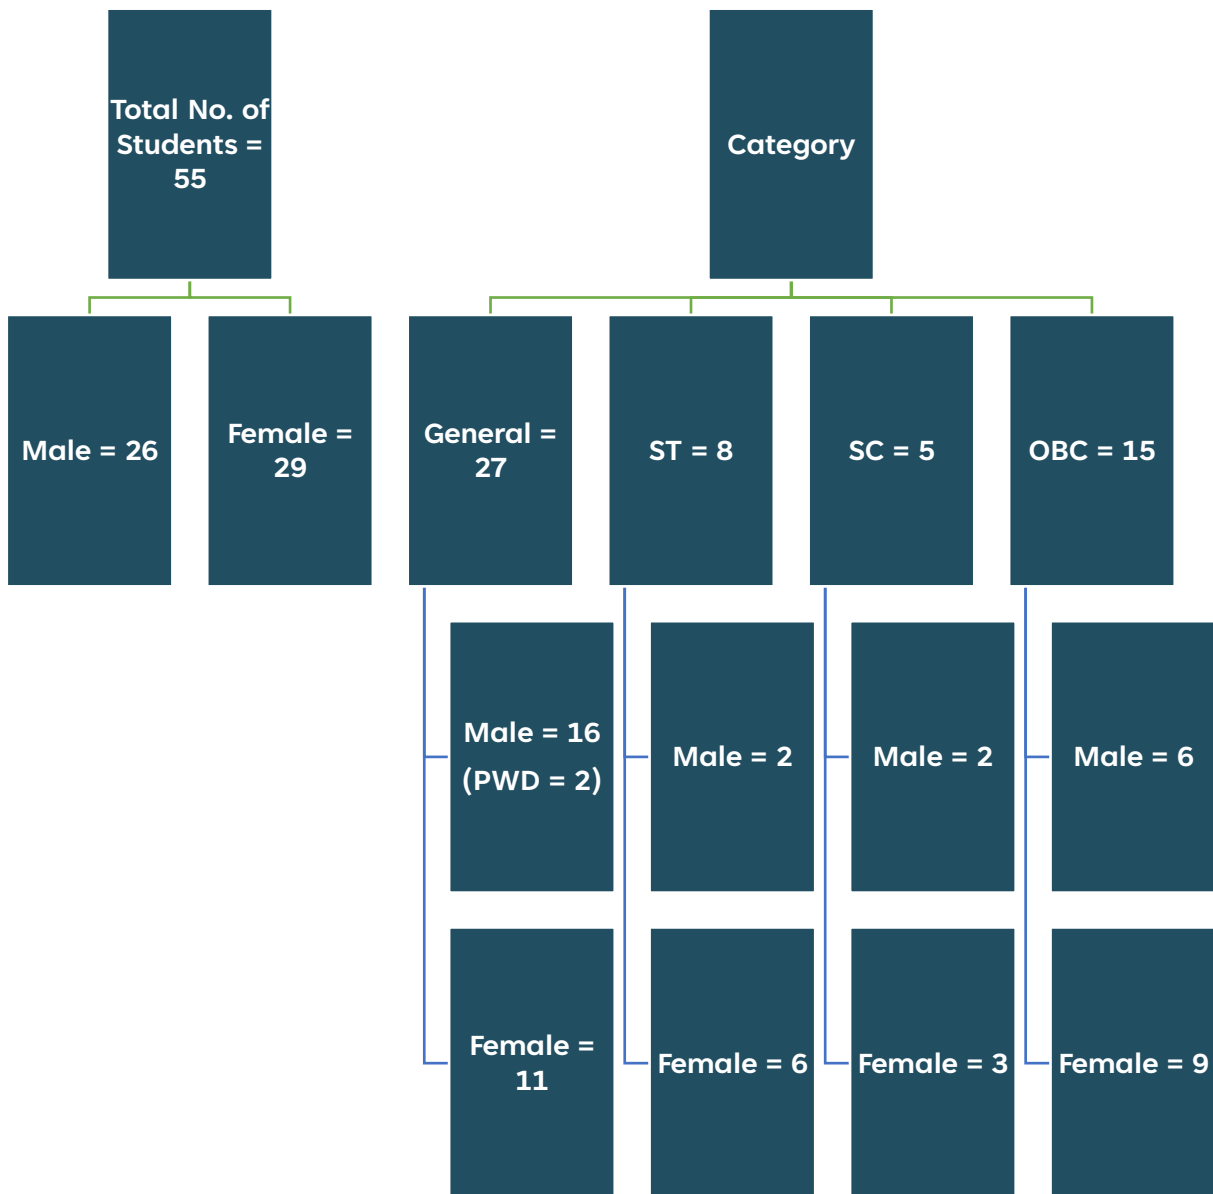 Total No. of
Students =
55
Category
Male = 26
Female =
29
General =
27
ST = 8
SC = 5
OBC = 15
Male = 16
(PWD = 2)
Male = 2
Male = 2
Male = 6
Female =
11
Female = 6
Female = 3
Female = 9